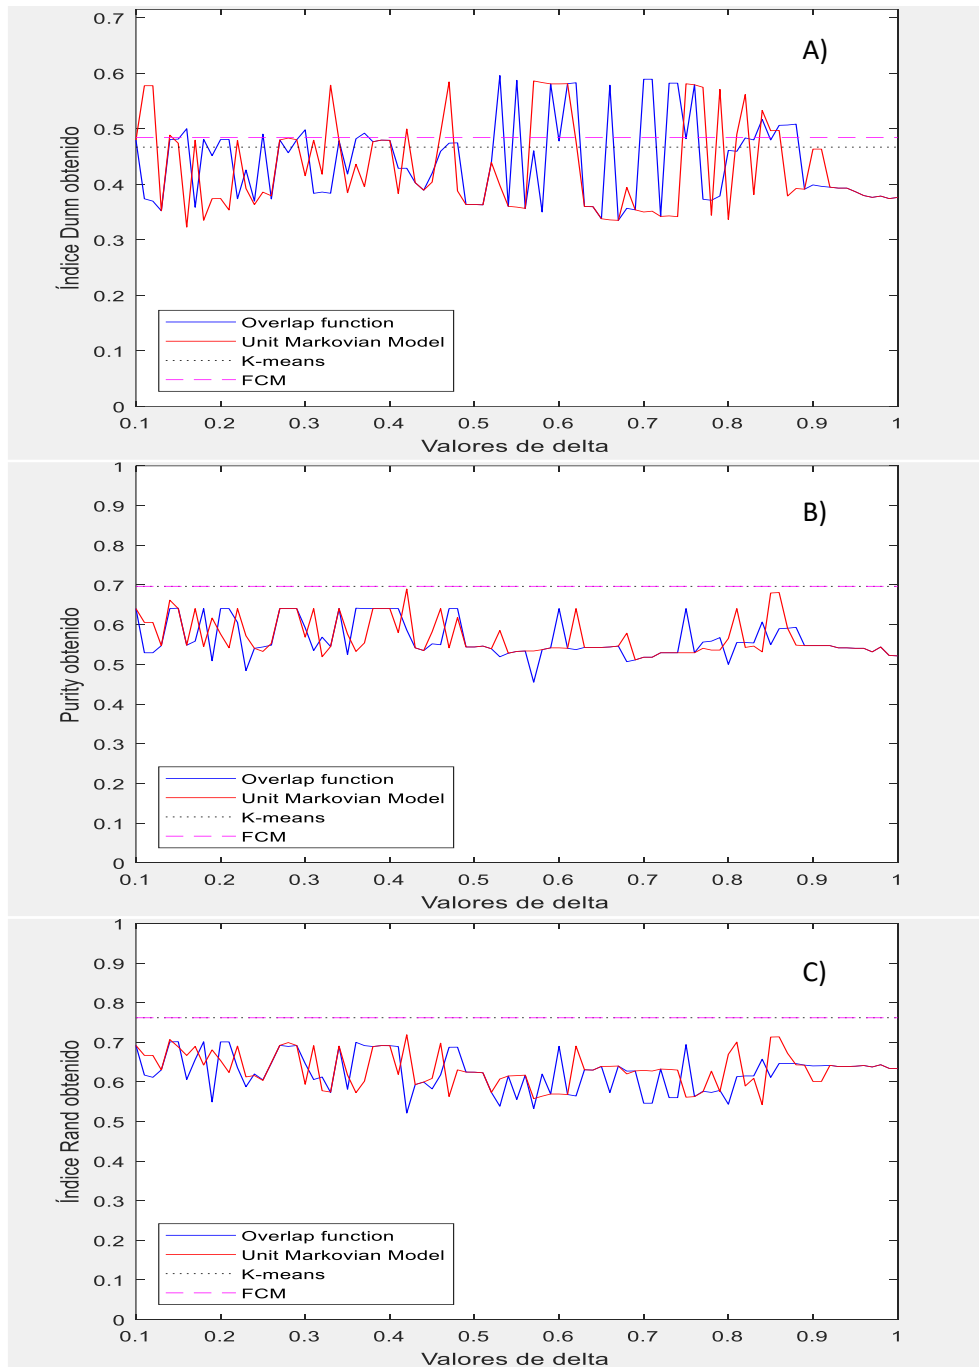 A)
Índice Dunn obtenido
0.7
0.6
0.5
0.4
0.3
0.2
0.1
0
Overlap function
Unit Markovian Model
K-means
FCM
0.1 0.2 0.3 0.4 0.5 0.6 0.7 0.8 0.9 1
Valores de delta
B)
Purity obtenido
1
0.9
0.8
0.7
0.6
0.5
0.4
0.3
0.2
0.1
0
Overlap function
Unit Markovian Model
K-means
FCM
0.1 0.2 0.3 0.4 0.5 0.6 0.7 0.8 0.9 1
Valores de delta
C)
Índice Rand obtenido
1
0.9
0.8
0.7
0.6
0.5
0.4
0.3
0.2
0.1
0
Overlap function
Unit Markovian Model
K-means
FCM
0.1 0.2 0.3 0.4 0.5 0.6 0.7 0.8 0.9 1
Valores de delta